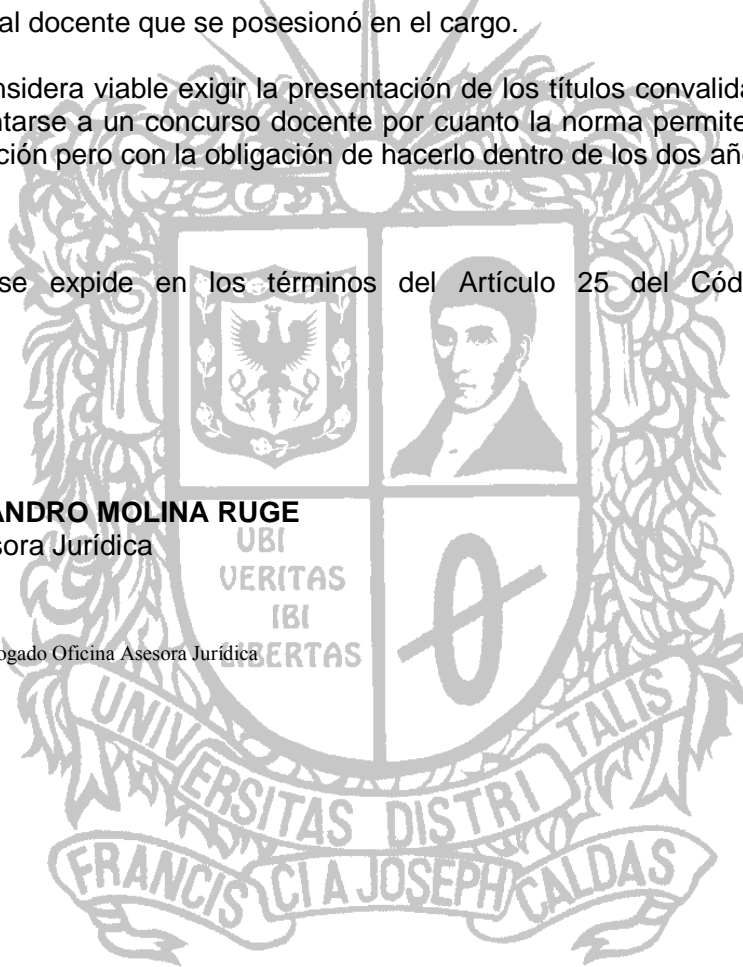 al docente que se posesionó en el cargo.
nsidera viable exigir la presentación de los títulos convalida
ntarse a un concurso docente por cuanto la norma permite
ción pero con la obligación de hacerlo dentro de los dos año
se expide en los términos del Artículo 25 del Cód
ANDRO MOLINA RUGE
sora Jurídica
UBI
VERITAS
IBI
LIBERTAS
ogado Oficina Asesora Jurídica
UNIVERSITAS DISTRITALIS
FRANCISCI A JOSEPH CALDAS